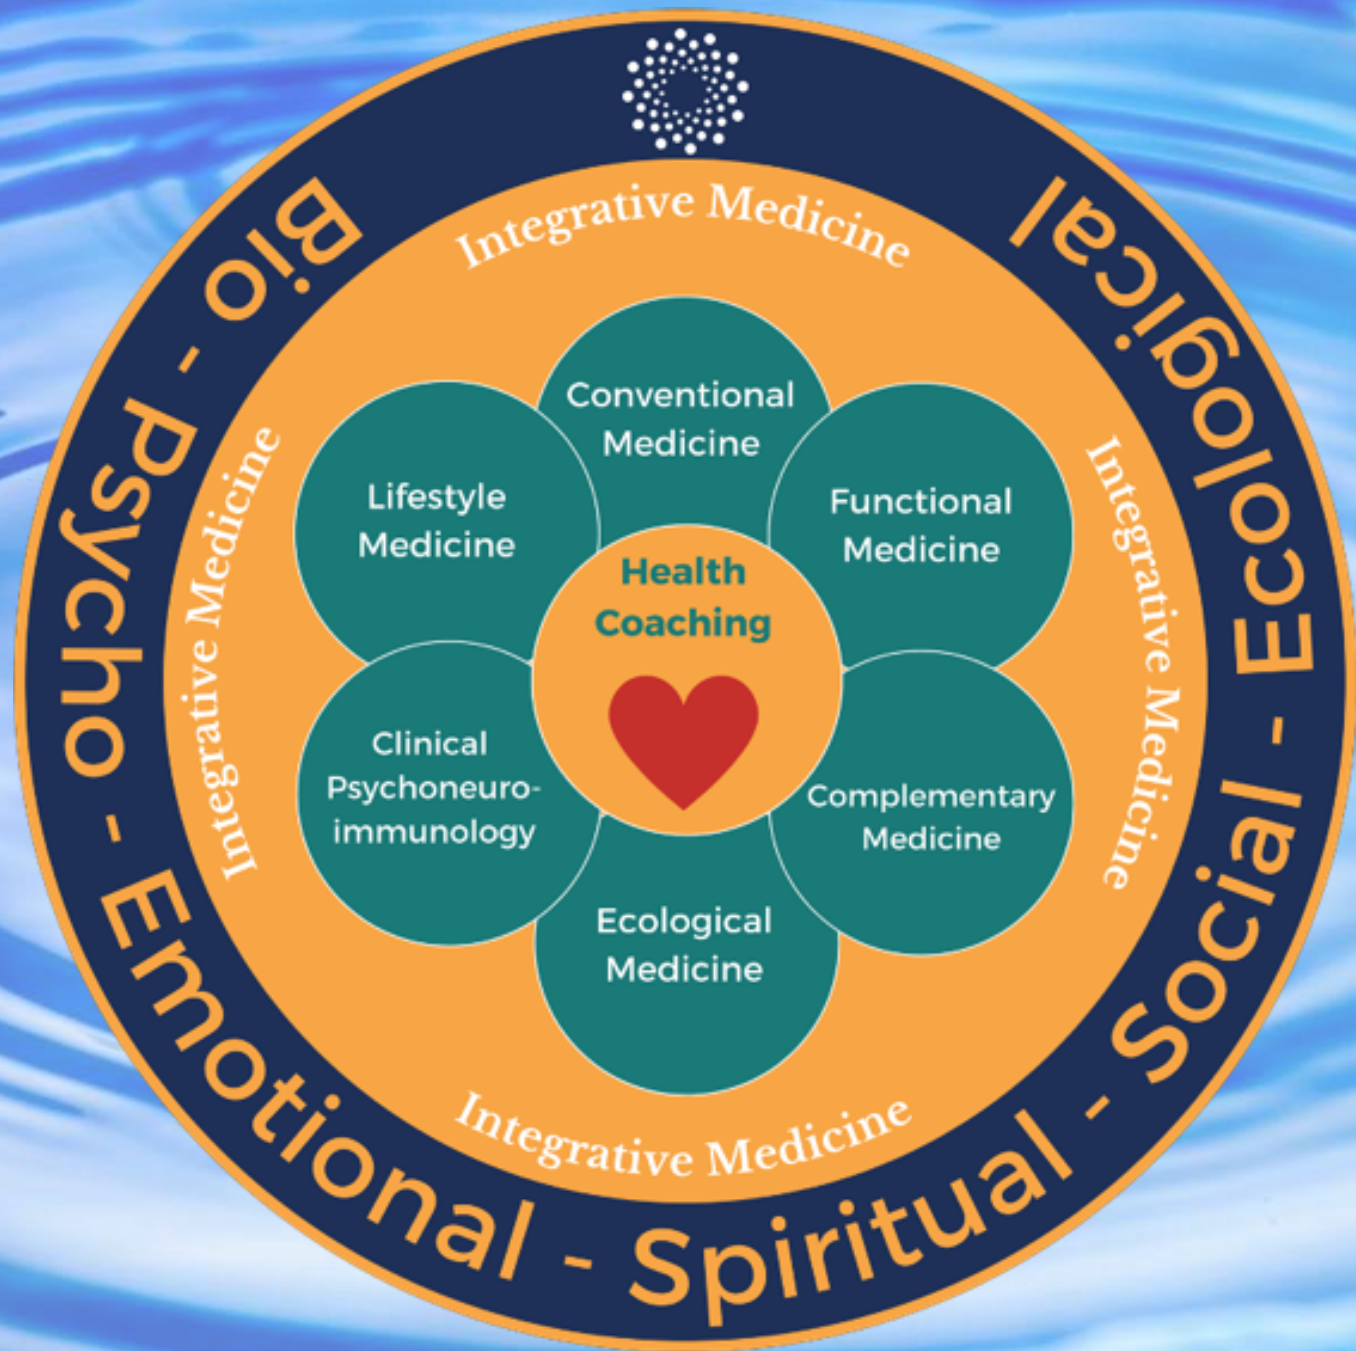 Bio - Psycho - Emotional - Spiritual - Social - Ecological
Integrative Medicine
Integrative Medicine
Integrative Medicine
Integrative Medicine
Conventional
Medicine
Lifestyle
Medicine
Functional
Medicine
Health
Coaching
Clinical
Psychoneuro-
immunology
Complementary
Medicine
Ecological
Medicine